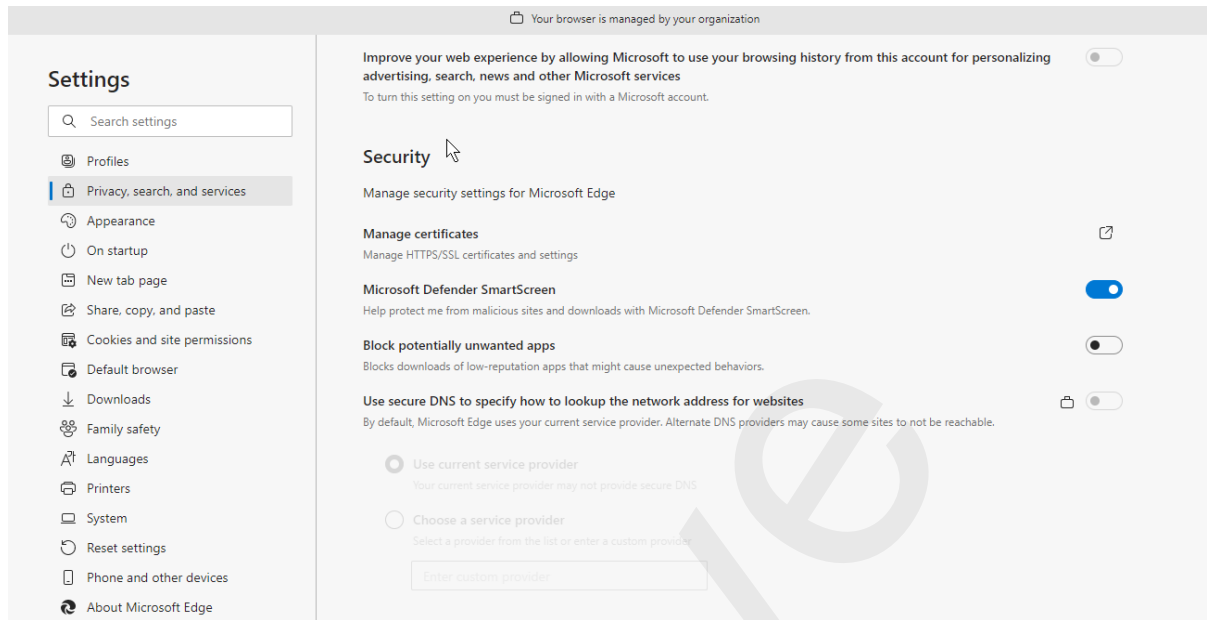 Your browser is managed by your organization
Settings
Search settings
Profiles
Privacy, search, and services
Appearance
On startup
New tab page
Share, copy, and paste
Cookies and site permissions
Default browser
Downloads
Family safety
Languages
Printers
System
Reset settings
Phone and other devices
About Microsoft Edge
Improve your web experience by allowing Microsoft to use your browsing history from this account for personalizing
advertising, search, news and other Microsoft services
To turn this setting on you must be signed in with a Microsoft account.
Security
Manage security settings for Microsoft Edge
Manage certificates
Manage HTTPS/SSL certificates and settings
Microsoft Defender SmartScreen
Help protect me from malicious sites and downloads with Microsoft Defender SmartScreen.
Block potentially unwanted apps
Blocks downloads of low-reputation apps that might cause unexpected behaviors.
Use secure DNS to specify how to lookup the network address for websites
By default, Microsoft Edge uses your current service provider. Alternate DNS providers may cause some sites to not be reachable.
Use current service provider
Your current service provider may not provide secure DNS
Choose a service provider
Select a provider from the list or enter a custom provider
Enter custom provider